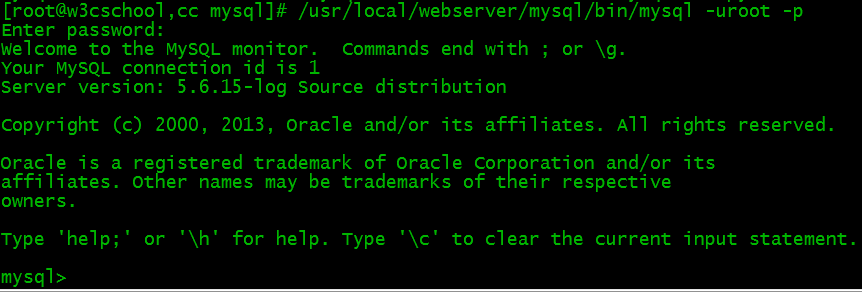 [root@w3cschool,cc mysql]# /usr/local/webserver/mysql/bin/mysql -uroot -p
Enter password:
Welcome to the MySQL monitor.  Commands end with ; or \g.
Your MySQL connection id is 1
Server version: 5.6.15-log Source distribution
Copyright (c) 2000, 2013, Oracle and/or its affiliates. All rights reserved.
Oracle is a registered trademark of Oracle Corporation and/or its
affiliates. Other names may be trademarks of their respective
owners.
Type 'help;' or '\h' for help. Type '\c' to clear the current input statement.
mysql>